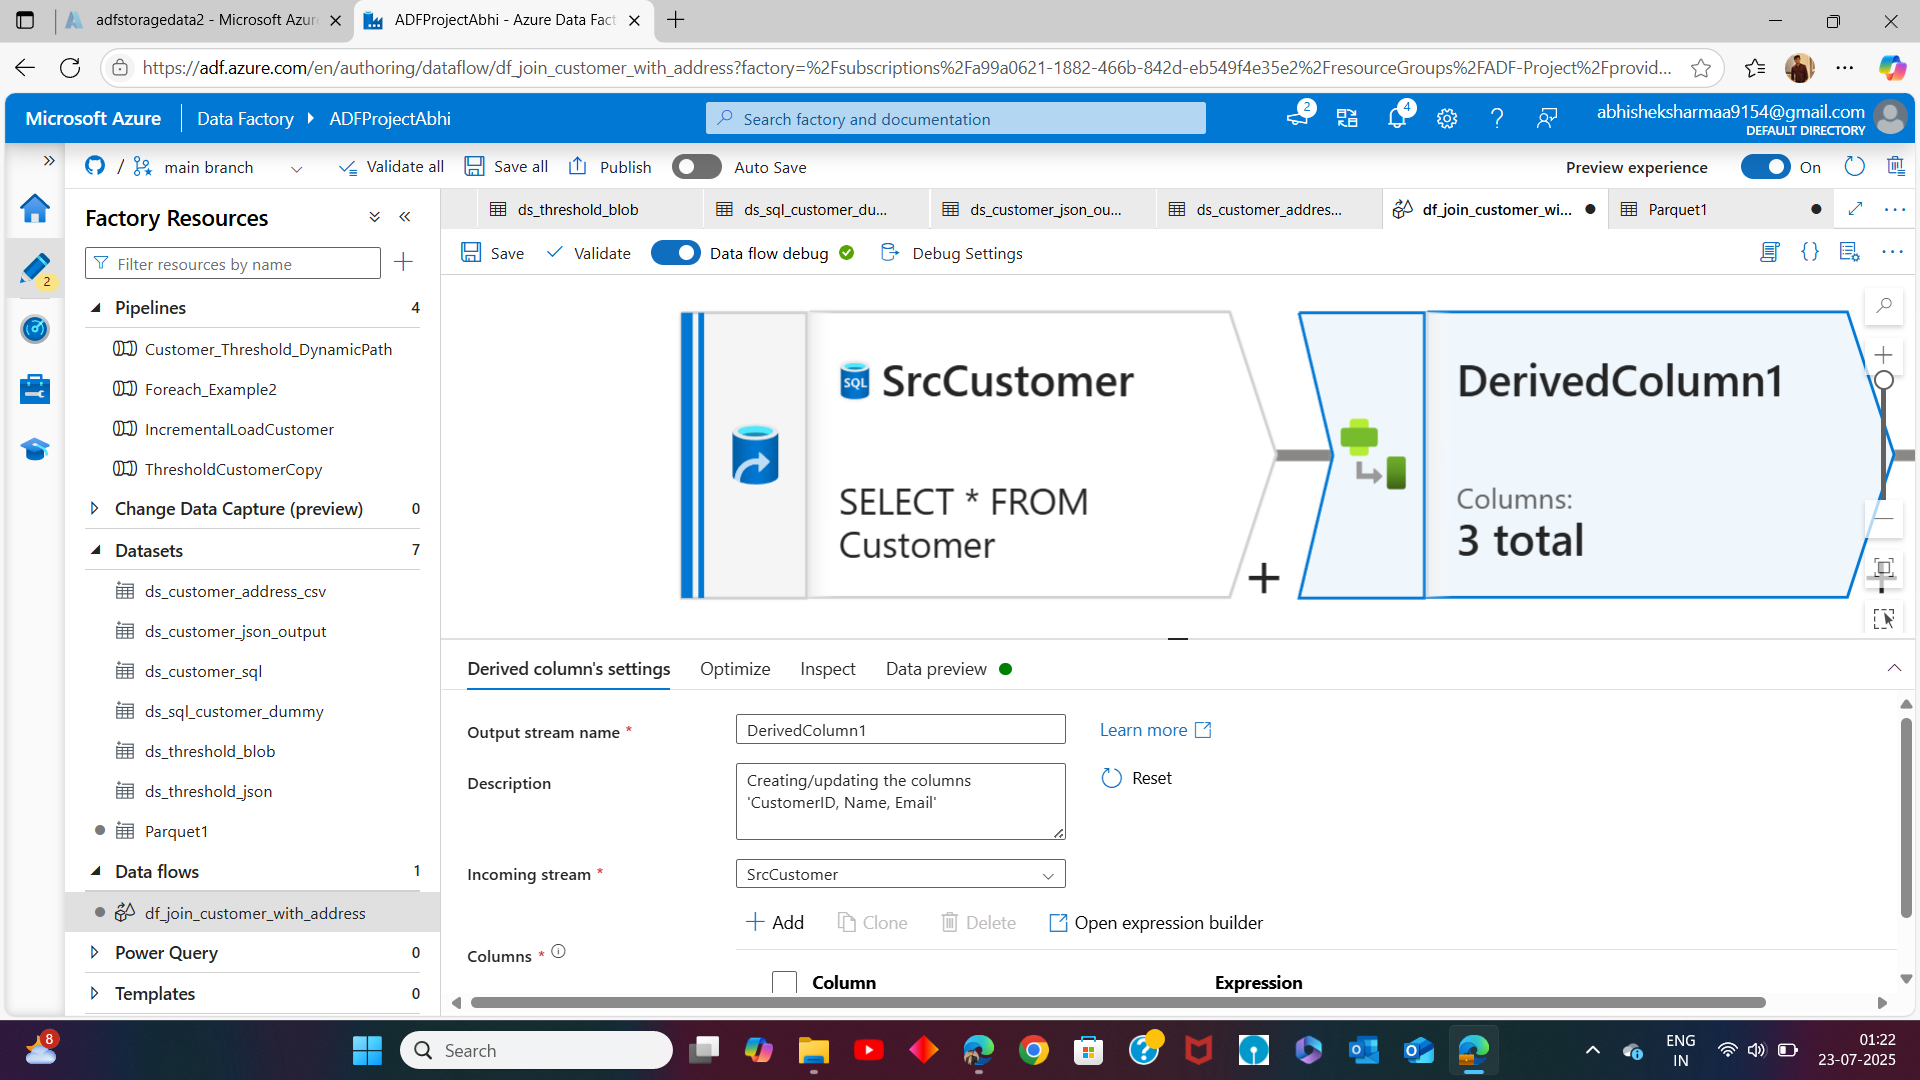 adfstoragedata2 - Microsoft Azure
ADFProjectAbhi - Azure Data Fact
https://adf.azure.com/en/authoring/dataflow/df_join_customer_with_address?factory=%2Fsubscriptions%2Fa99a0621-1882-466b-842d-eb549f4e35e2%2FresourceGroups%2FADF-Project%2Fprovid...
Microsoft Azure
Data Factory
ADFProjectAbhi
Search factory and documentation
2
4
abhisheksharmaa9154@gmail.com
DEFAULT DIRECTORY
/
main branch
Validate all
Save all
Publish
Auto Save
Preview experience
On
Factory Resources
Filter resources by name
2
Pipelines 4
Customer_Threshold_DynamicPath
Foreach_Example2
IncrementalLoadCustomer
ThresholdCustomerCopy
Change Data Capture (preview) 0
Datasets 7
ds_customer_address_csv
ds_customer_json_output
ds_customer_sql
ds_sql_customer_dummy
ds_threshold_blob
ds_threshold_json
Parquet1
Data flows 1
df_join_customer_with_address
Power Query 0
Templates 0
ds_threshold_blob
ds_sql_customer_du...
ds_customer_json_ou...
ds_customer_addres...
df_join_customer_wi...
Parquet1
Save
Validate
Data flow debug
Debug Settings
SQL
SrcCustomer
SELECT * FROM
Customer
DerivedColumn1
Columns:
3 total
Derived column's settings
Optimize
Inspect
Data preview
Output stream name *
DerivedColumn1
Learn more
Description
Creating/updating the columns
'CustomerID, Name, Email'
Reset
Incoming stream *
SrcCustomer
Add
Clone
Delete
Open expression builder
Columns *
Column
Expression
8
Search
ENG
IN
01:22
23-07-2025